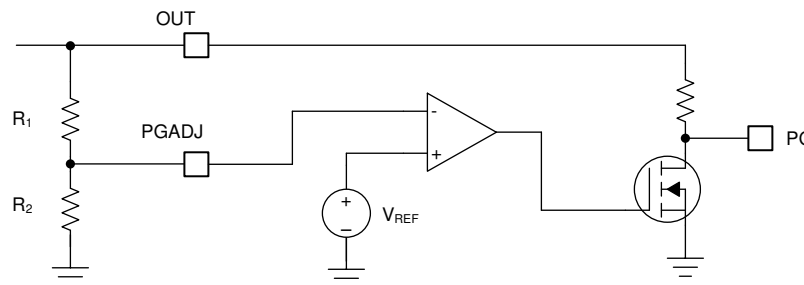 OUT
R1
PGADJ
-
+
R2
+
−
VREF
PG